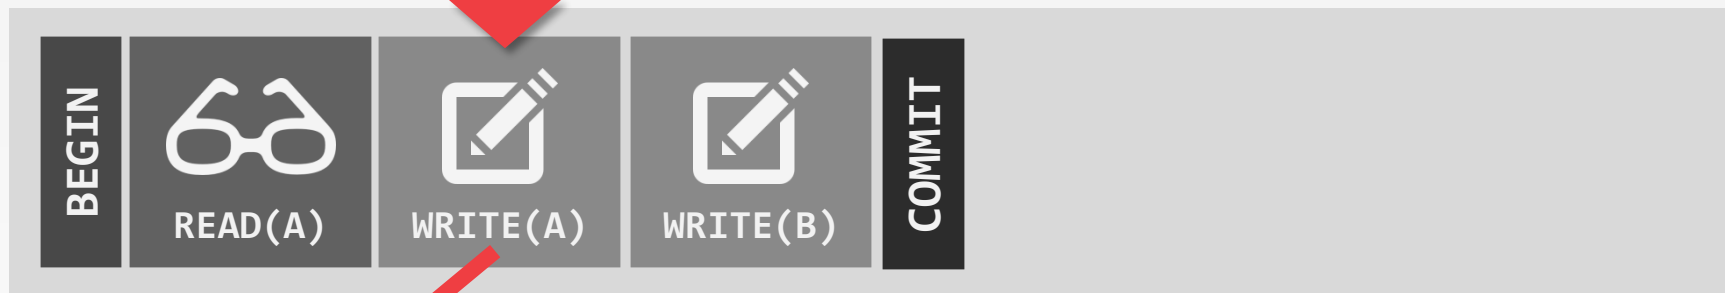 BEGIN
READ(A)
WRITE(A)
WRITE(B)
COMMIT